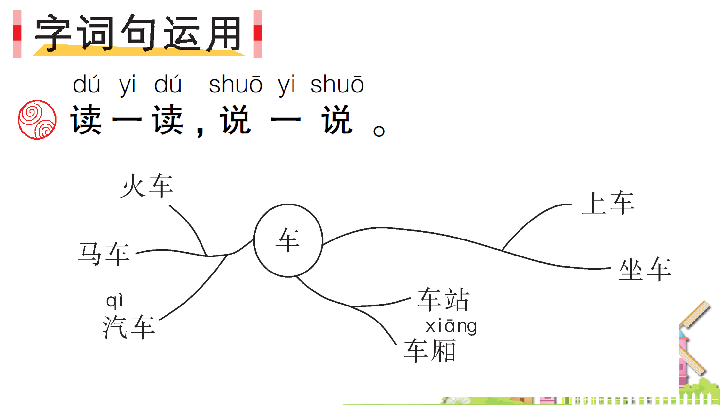 字词句运用
dú yi dú shuō yi shuō
读一读，说一说。
火车
马车
qì
汽车
车
上车
坐车
车站
xiāng
车厢